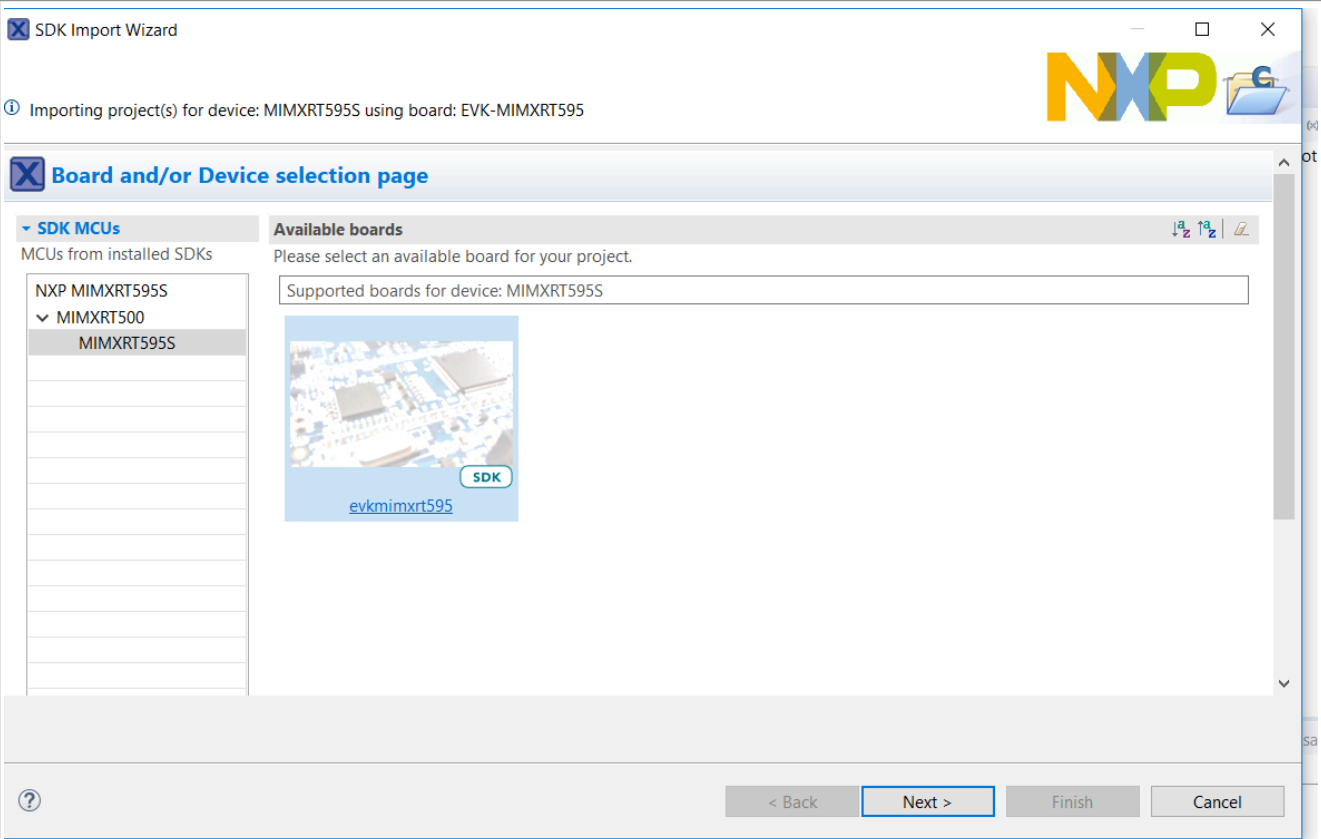 SDK Import Wizard
NXP
C
Importing project(s) for device: MIMXRT595S using board: EVK-MIMXRT595
Board and/or Device selection page
SDK MCUs
MCUs from installed SDKs
NXP MIMXRT595S
MIMXRT500
MIMXRT595S
Available boards
Please select an available board for your project.
Supported boards for device: MIMXRT595S
SDK
evkmimxrt595
< Back
Next >
Finish
Cancel
(x)
ot
sa